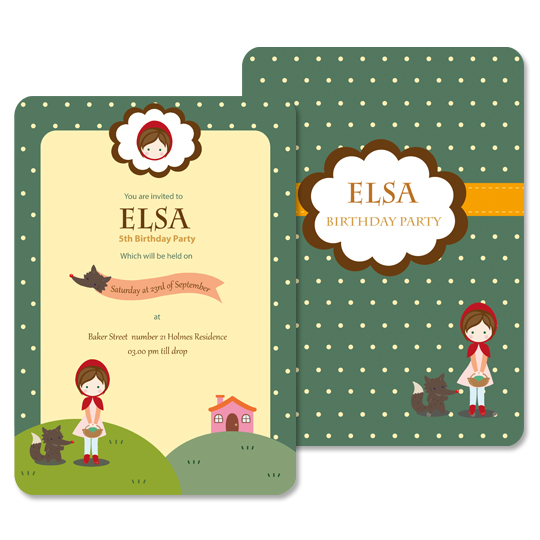 You are invited to
ELSA
5th Birthday Party
Which will be held on
Saturday at 23rd of September
at
Baker Street number 21 Holmes Residence
03.00 pm till drop
ELSA
BIRTHDAY PARTY